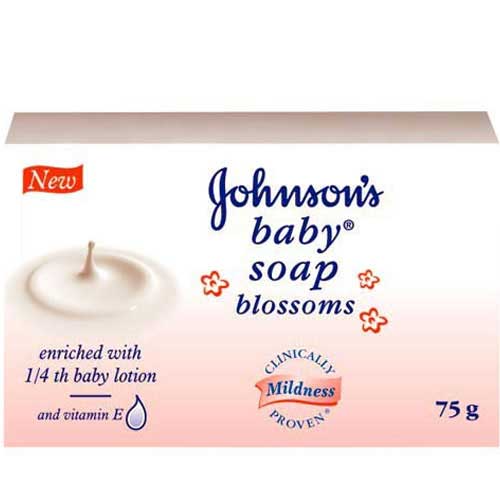 New
Johnson's
baby®
soap
blossoms
enriched with
1/4 th baby lotion
and vitamin E
CLINICALLY
Mildness
PROVEN®
75 g